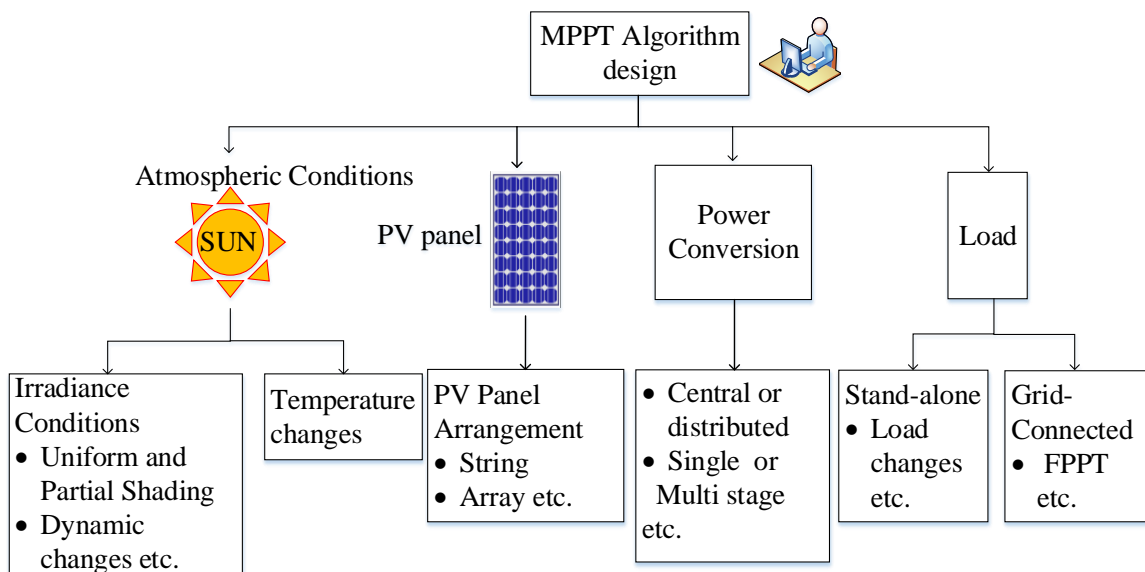 MPPT Algorithm
design
Atmospheric Conditions
SUN
PV panel
Power
Conversion
Load
Irradiance
Conditions
• Uniform and
Partial Shading
• Dynamic
changes etc.
Temperature
changes
PV Panel
Arrangement
• String
• Array etc.
• Central or
distributed
• Single or
Multi stage
etc.
Stand-alone
• Load
changes
etc.
Grid-
Connected
• FPPT
etc.